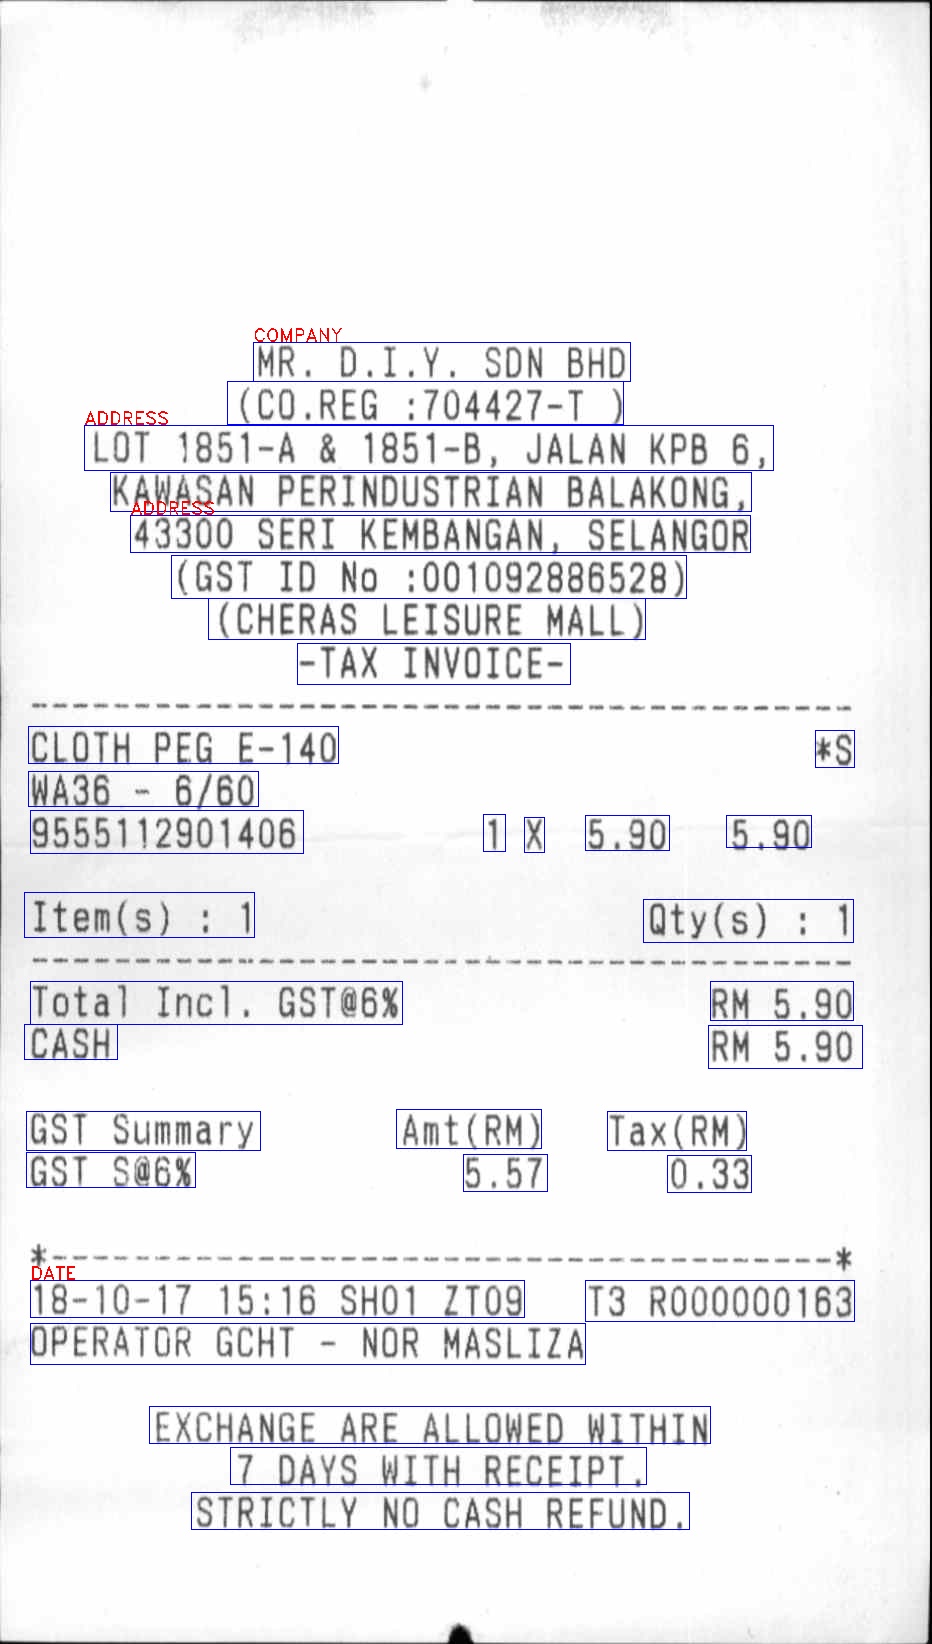 COMPANY
MR. D.I.Y. SDN BHD
(CO.REG :704427-T )
ADDRESS
LOT 1851-A & 1851-B, JALAN KPB 6,
KAWASAN PERINDUSTRIAN BALAKONG,
ADDRESS
43300 SERI KEMBANGAN, SELANGOR
(GST ID No :001092886528)
(CHERAS LEISURE MALL)
-TAX INVOICE-
CLOTH PEG E-140 *S
WA36 - 6/60
9555112901406 1 X 5.90 5.90
Item(s) : 1 Qty(s) : 1
Total Incl. GST@6% RM 5.90
CASH RM 5.90
GST Summary Amt(RM) Tax(RM)
GST S@6% 5.57 0.33
*--------------------------------------*
DATE
18-10-17 15:16 SH01 ZT09 T3 R000000163
OPERATOR GCHT - NOR MASLIZA
EXCHANGE ARE ALLOWED WITHIN
7 DAYS WITH RECEIPT.
STRICTLY NO CASH REFUND.